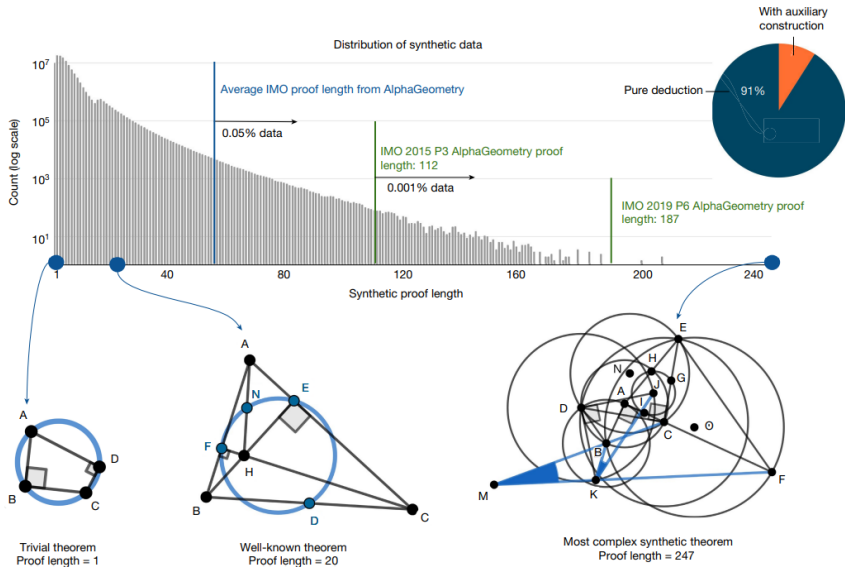 With auxiliary
construction
Distribution of synthetic data
Pure deduction
91%
Count (log scale)
10⁷
10⁵
10³
10¹
Average IMO proof length from AlphaGeometry
0.05% data
IMO 2015 P3 AlphaGeometry proof
length: 112
0.001% data
IMO 2019 P6 AlphaGeometry proof
length: 187
1 40 80 120 160 200 240
Synthetic proof length
A
B
C
D
Trivial theorem
Proof length = 1
A
N
E
F
H
B
D
C
Well-known theorem
Proof length = 20
E
H
N
J
G
A
I
D
C
O
B
M
K
F
Most complex synthetic theorem
Proof length = 247